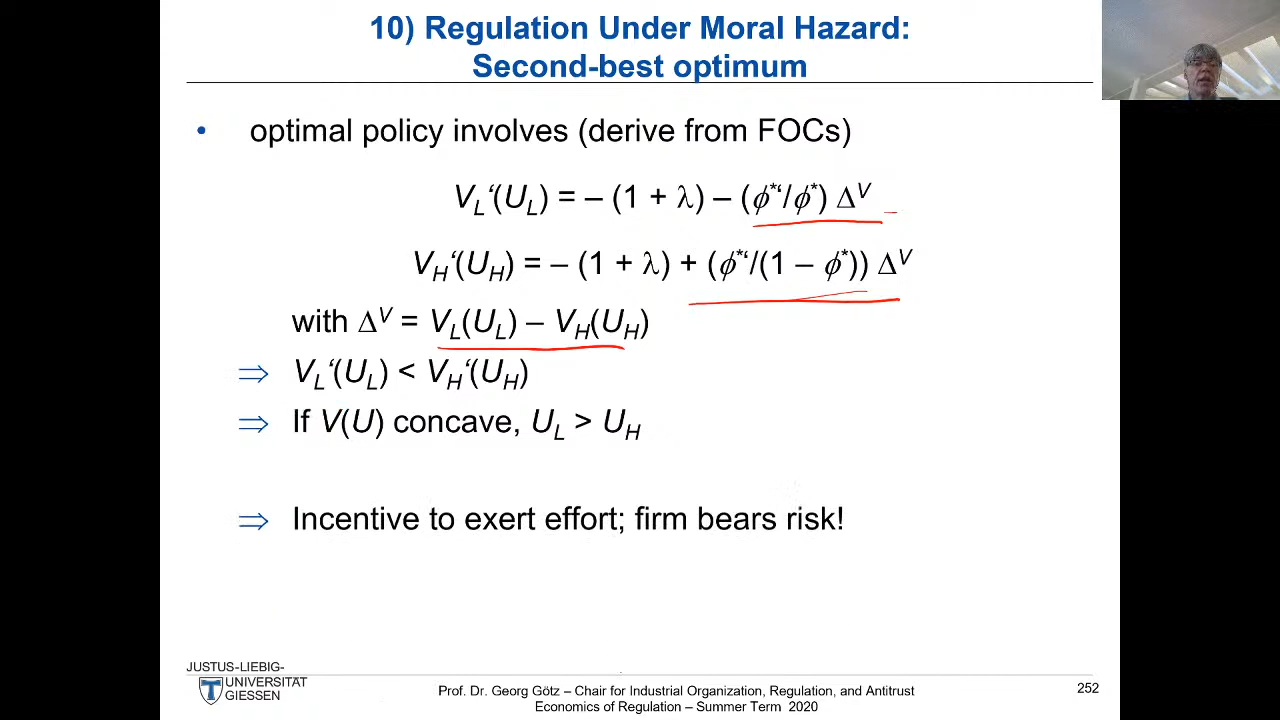 10) Regulation Under Moral Hazard:
Second-best optimum
• optimal policy involves (derive from FOCs)
V_L‘(U_L) = – (1 + λ) – (ϕ*‘/ϕ*) Δ^V
V_H‘(U_H) = – (1 + λ) + (ϕ*‘/(1 – ϕ*)) Δ^V
with Δ^V = V_L(U_L) – V_H(U_H)
⇒ V_L‘(U_L) < V_H‘(U_H)
⇒ If V(U) concave, U_L > U_H
⇒ Incentive to exert effort; firm bears risk!
JUSTUS-LIEBIG-
UNIVERSITÄT
GIESSEN
Prof. Dr. Georg Götz – Chair for Industrial Organization, Regulation, and Antitrust
Economics of Regulation – Summer Term 2020
252